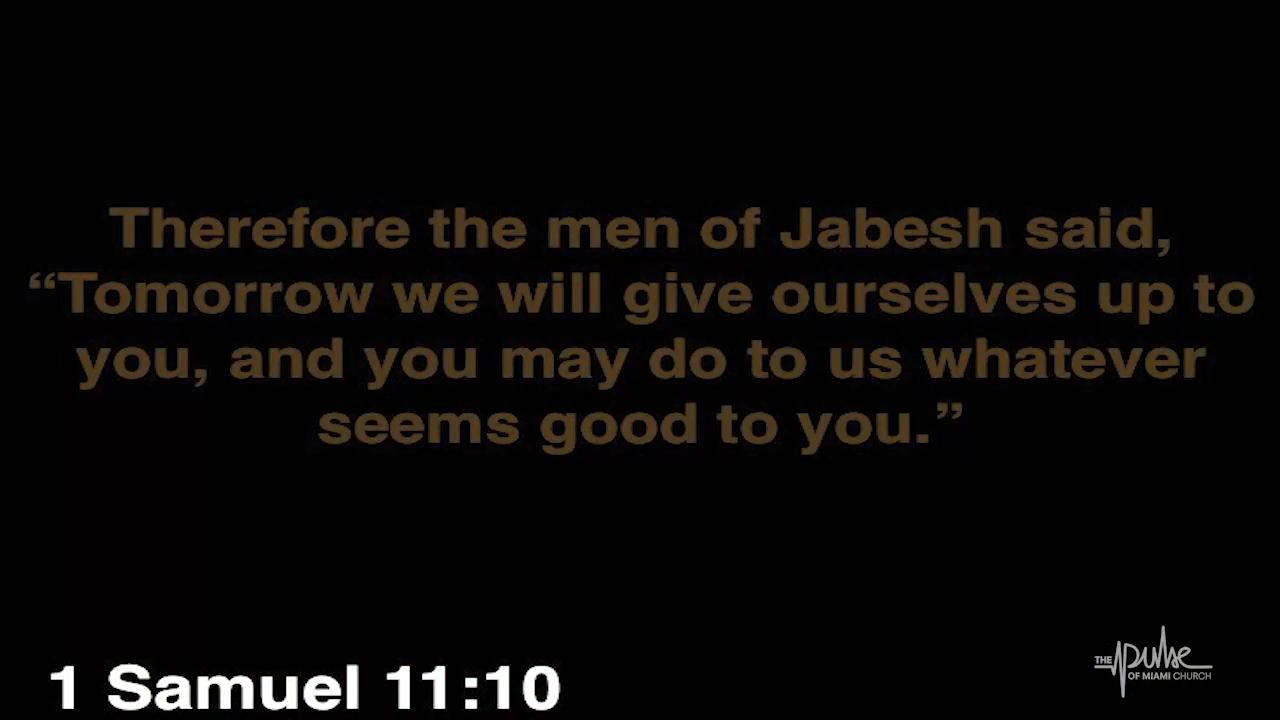 Therefore the men of Jabesh said,
“Tomorrow we will give ourselves up to
you, and you may do to us whatever
seems good to you.”
1 Samuel 11:10
THE pulse
OF MIAMI CHURCH